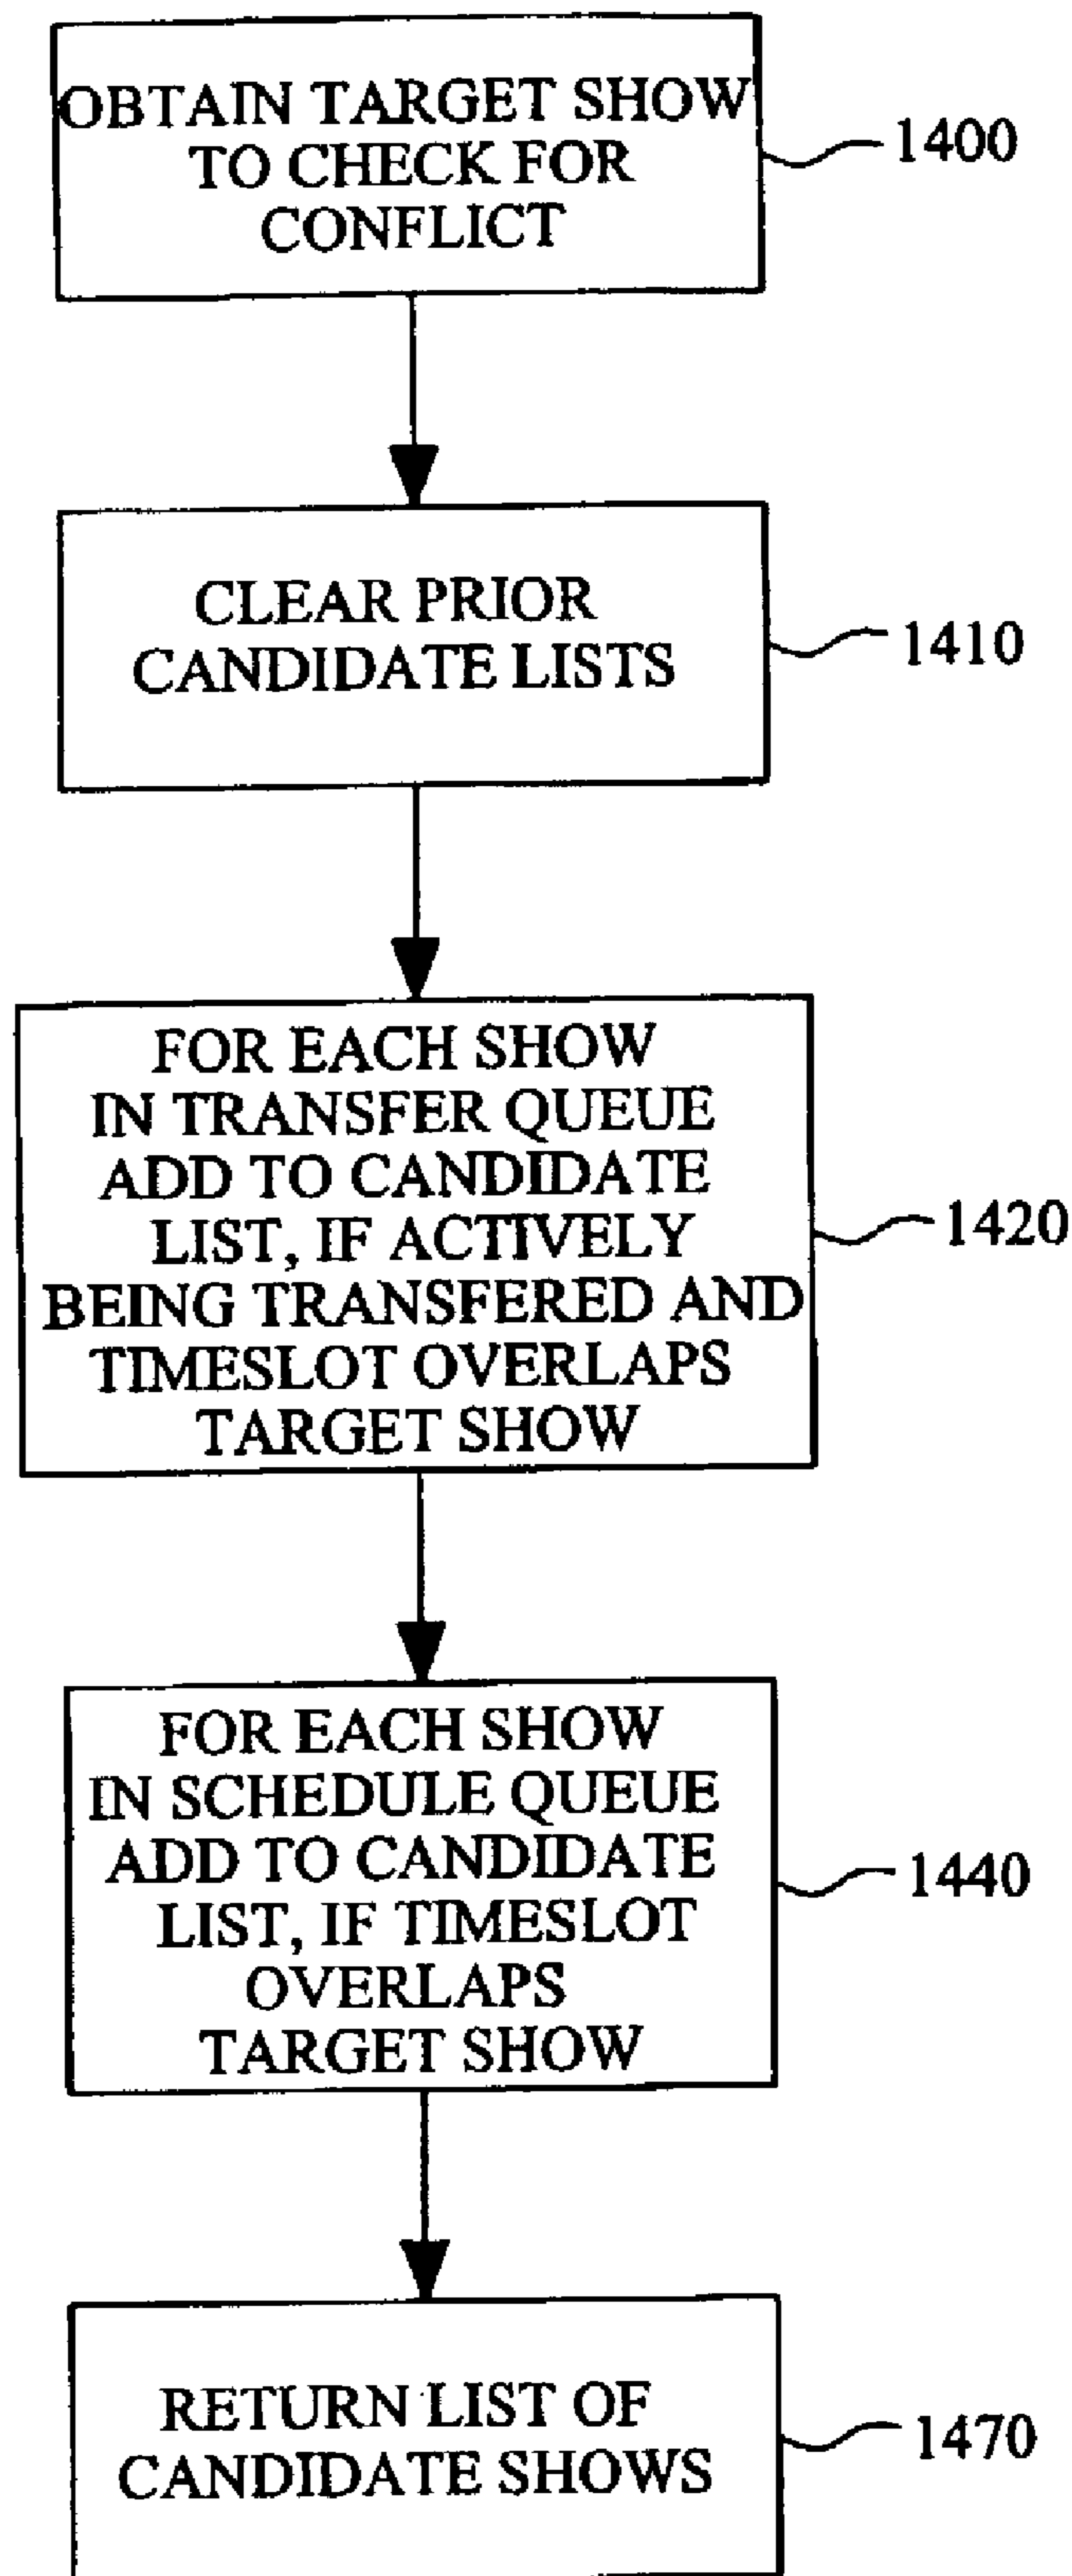 OBTAIN TARGET SHOW
TO CHECK FOR
CONFLICT
1400
CLEAR PRIOR
CANDIDATE LISTS
1410
FOR EACH SHOW
IN TRANSFER QUEUE
ADD TO CANDIDATE
LIST, IF ACTIVELY
BEING TRANSFERED AND
TIMESLOT OVERLAPS
TARGET SHOW
1420
FOR EACH SHOW
IN SCHEDULE QUEUE
ADD TO CANDIDATE
LIST, IF TIMESLOT
OVERLAPS
TARGET SHOW
1440
RETURN LIST OF
CANDIDATE SHOWS
1470